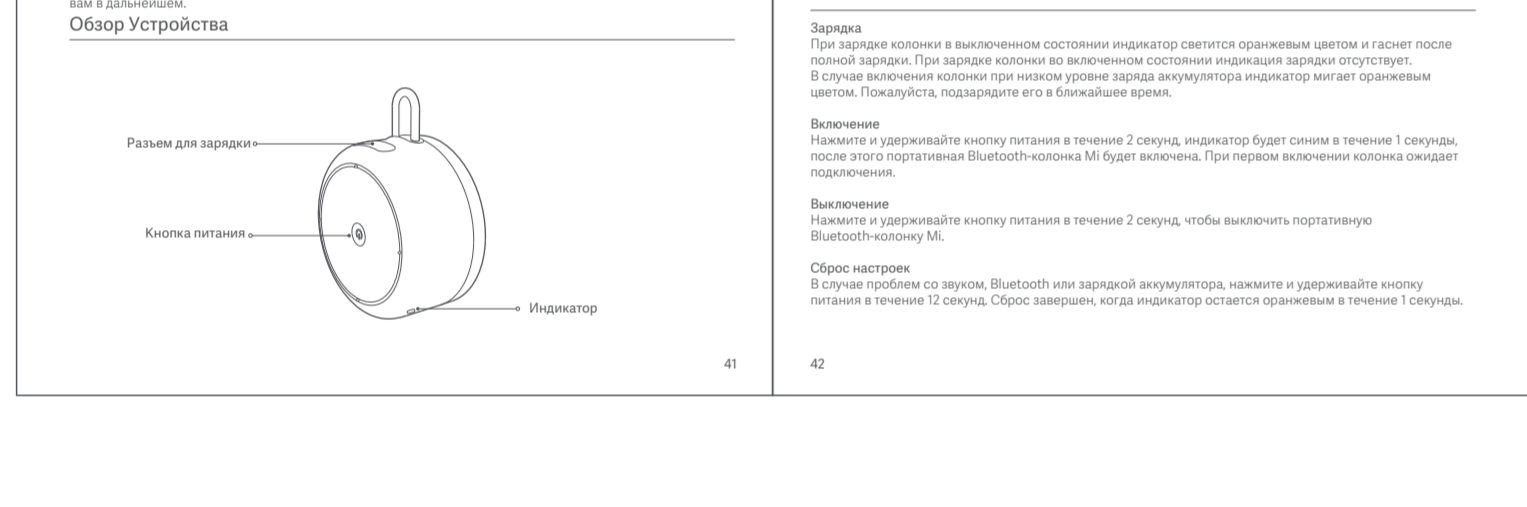 вам в дальнейшем.
Обзор Устройства
Разъем для зарядки
Кнопка питания
Индикатор
41
Зарядка
При зарядке колонки в выключенном состоянии индикатор светится оранжевым цветом и гаснет после
полной зарядки. При зарядке колонки во включенном состоянии индикация зарядки отсутствует.
В случае включения колонки при низком уровне заряда аккумулятора индикатор мигает оранжевым
цветом. Пожалуйста, подзарядите его в ближайшее время.
Включение
Нажмите и удерживайте кнопку питания в течение 2 секунд, индикатор будет синим в течение 1 секунды,
после этого портативная Bluetooth-колонка Mi будет включена. При первом включении колонка ожидает
подключения.
Выключение
Нажмите и удерживайте кнопку питания в течение 2 секунд, чтобы выключить портативную
Bluetooth-колонку Mi.
Сброс настроек
В случае проблем со звуком, Bluetooth или зарядкой аккумулятора, нажмите и удерживайте кнопку
питания в течение 12 секунд. Сброс завершен, когда индикатор остается оранжевым в течение 1 секунды.
42